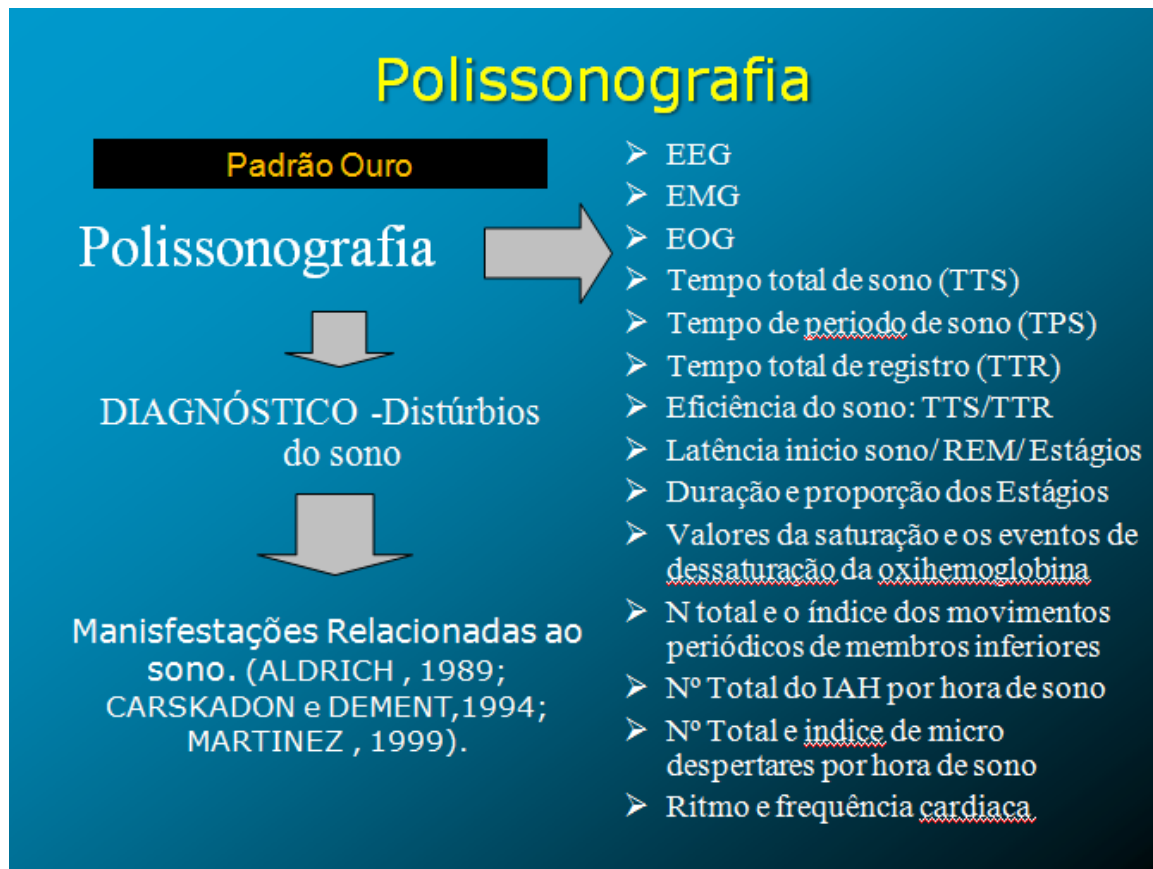 Polissonografia
Padrão Ouro
Polissonografia
DIAGNÓSTICO -Distúrbios
do sono
Manisfestações Relacionadas ao
sono. (ALDRICH , 1989;
CARSKADON e DEMENT,1994;
MARTINEZ , 1999).
➢ EEG
➢ EMG
➢ EOG
➢ Tempo total de sono (TTS)
➢ Tempo de periodo de sono (TPS)
➢ Tempo total de registro (TTR)
➢ Eficiência do sono: TTS/TTR
➢ Latência inicio sono/ REM/ Estágios
➢ Duração e proporção dos Estágios
➢ Valores da saturação e os eventos de
dessaturação da oxihemoglobina
➢ N total e o índice dos movimentos
periódicos de membros inferiores
➢ Nº Total do IAH por hora de sono
➢ Nº Total e indice de micro
despertares por hora de sono
➢ Ritmo e frequência cardiaca